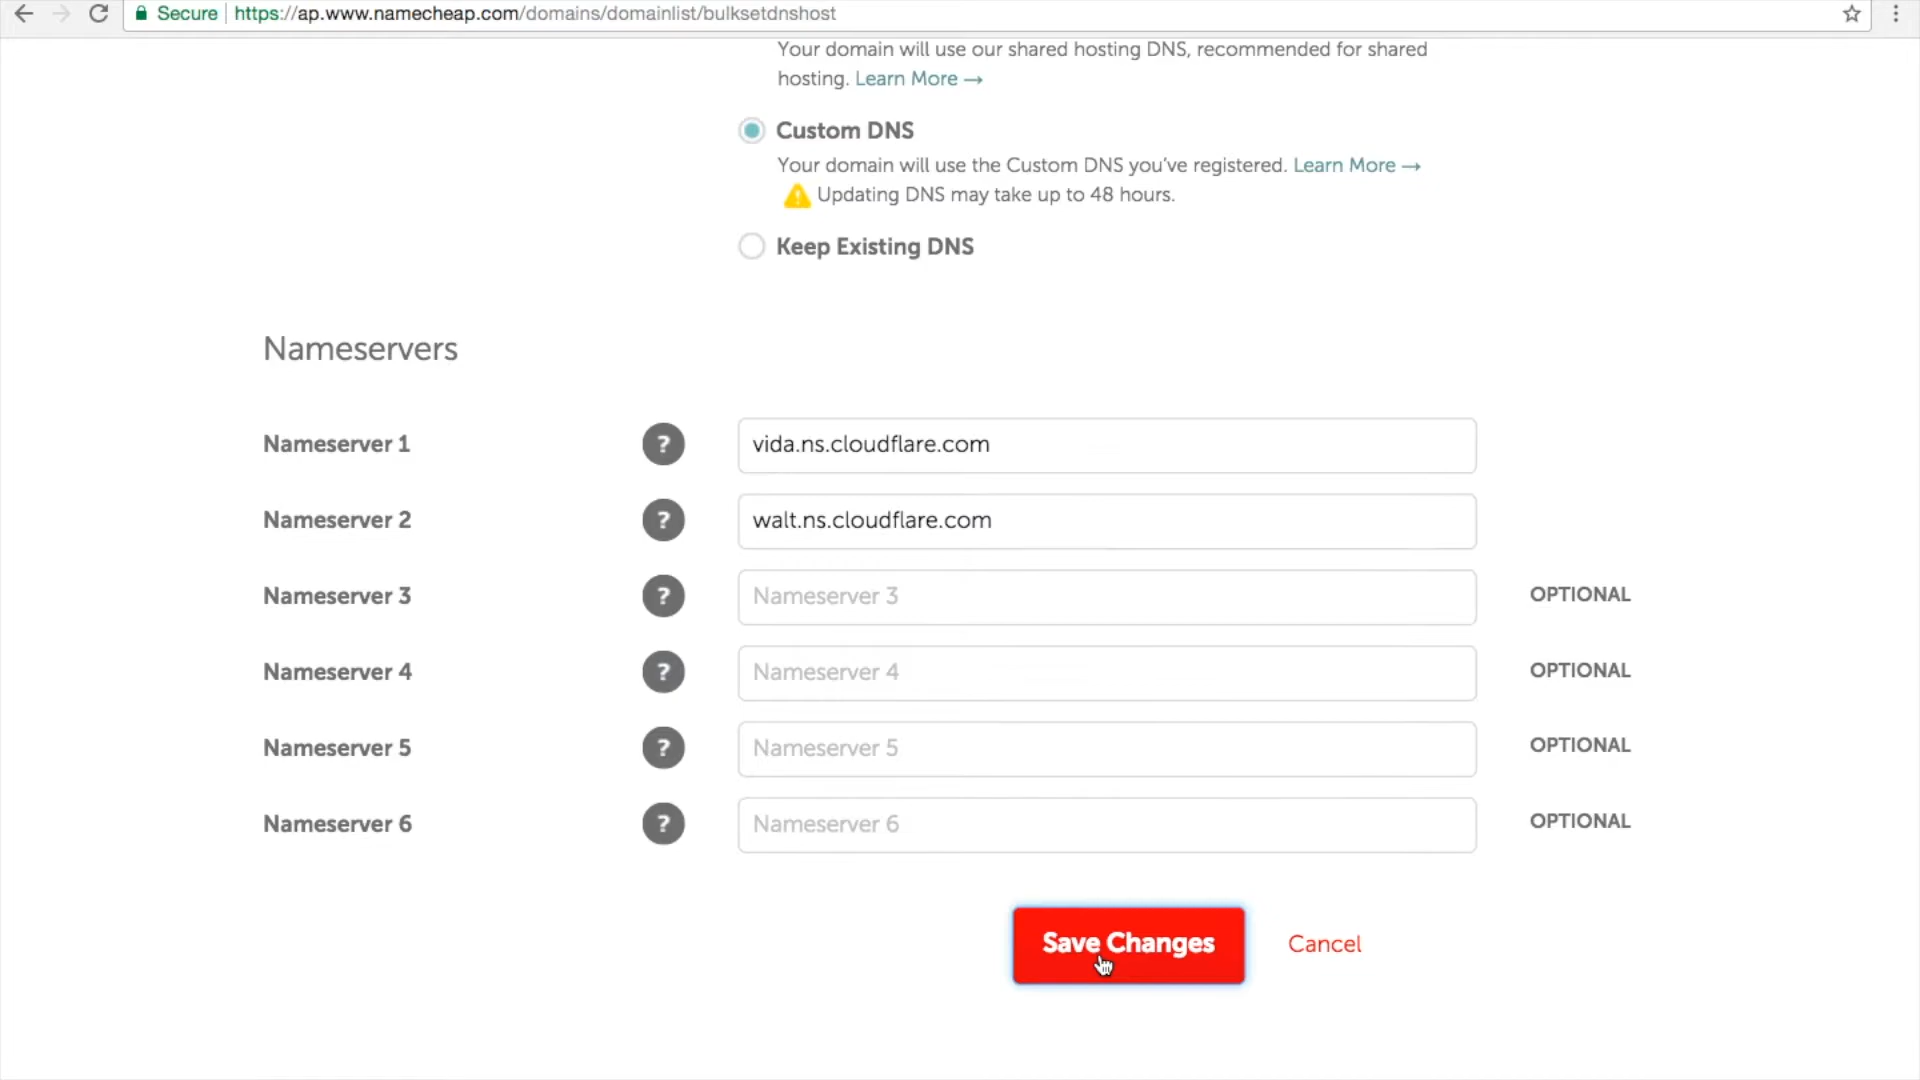 Secure https://ap.www.namecheap.com/domains/domainlist/bulksetdnshost
Your domain will use our shared hosting DNS, recommended for shared
hosting. Learn More →
Custom DNS
Your domain will use the Custom DNS you've registered. Learn More →
Updating DNS may take up to 48 hours.
Keep Existing DNS
Nameservers
Nameserver 1 ? vida.ns.cloudflare.com
Nameserver 2 ? walt.ns.cloudflare.com
Nameserver 3 ? Nameserver 3 OPTIONAL
Nameserver 4 ? Nameserver 4 OPTIONAL
Nameserver 5 ? Nameserver 5 OPTIONAL
Nameserver 6 ? Nameserver 6 OPTIONAL
Save Changes Cancel